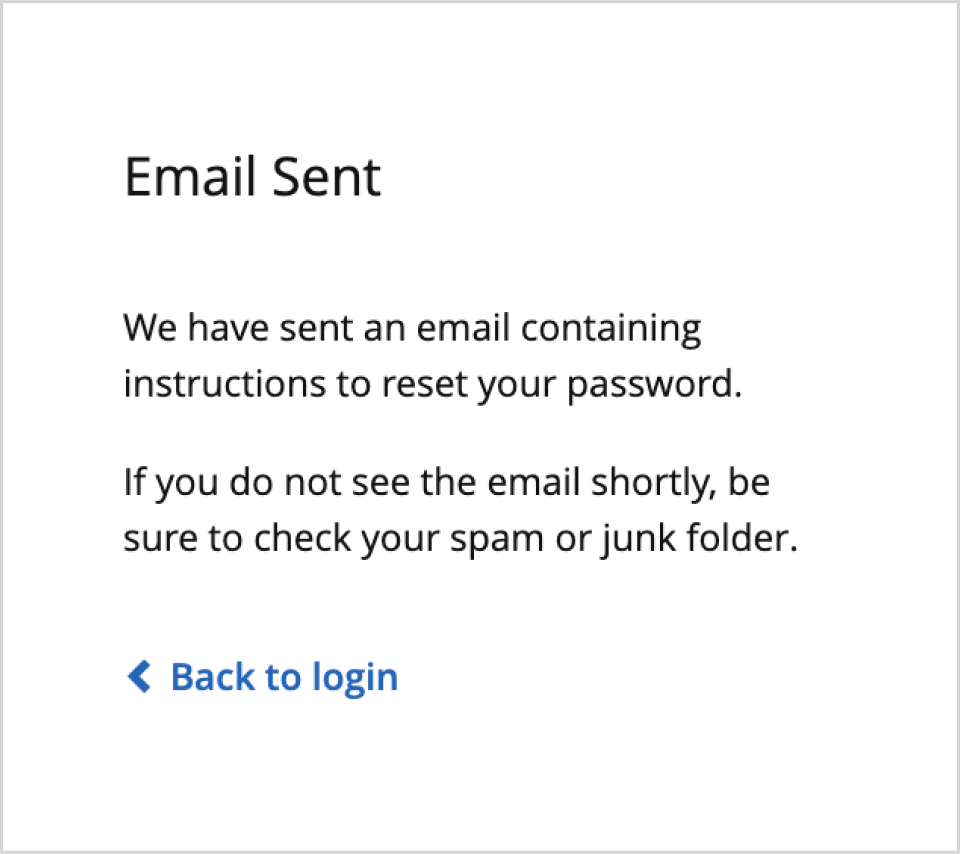 Email Sent
We have sent an email containing
instructions to reset your password.
If you do not see the email shortly, be
sure to check your spam or junk folder.
Back to login